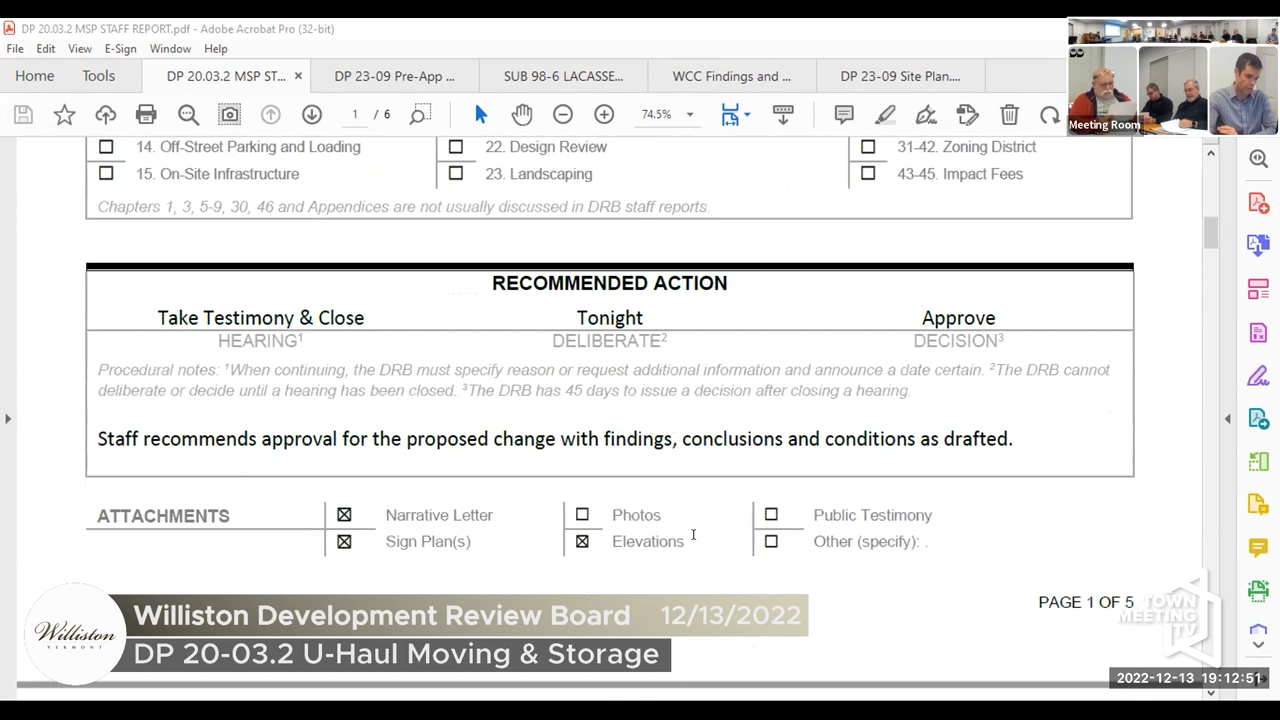 DP 20.03.2 MSP STAFF REPORT.pdf - Adobe Acrobat Pro (32-bit)
File Edit View E-Sign Window Help
Home Tools DP 20.03.2 MSP ST... × DP 23-09 Pre-App ... SUB 98-6 LACASSE... WCC Findings and ... DP 23-09 Site Plan....
1 / 6 74.5%
Meeting Room
14. Off-Street Parking and Loading 22. Design Review 31-42. Zoning District
15. On-Site Infrastructure 23. Landscaping 43-45. Impact Fees
Chapters 1, 3, 5-9, 30, 46 and Appendices are not usually discussed in DRB staff reports.
RECOMMENDED ACTION
Take Testimony & Close Tonight Approve
HEARING¹ DELIBERATE² DECISION³
Procedural notes: ¹When continuing, the DRB must specify reason or request additional information and announce a date certain. ²The DRB cannot
deliberate or decide until a hearing has been closed. ³The DRB has 45 days to issue a decision after closing a hearing.
Staff recommends approval for the proposed change with findings, conclusions and conditions as drafted.
ATTACHMENTS ☒ Narrative Letter ☐ Photos ☐ Public Testimony
☒ Sign Plan(s) ☒ Elevations ☐ Other (specify): .
PAGE 1 OF 5
Williston Development Review Board 12/13/2022
DP 20-03.2 U-Haul Moving & Storage
Williston
VERMONT
TOWN
MEETING
TV
2022-12-13 19:12:51